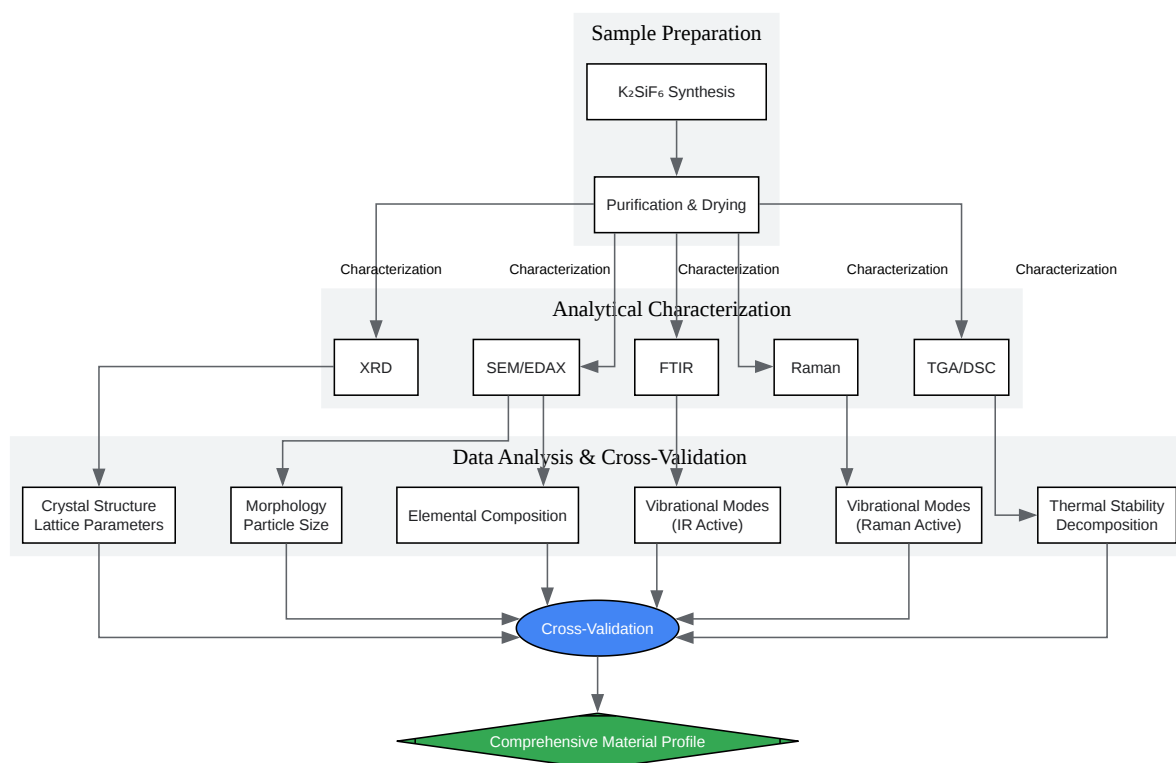 Sample Preparation
K₂SiF₆ Synthesis
Purification & Drying
Characterization
Characterization
Characterization
Characterization
Characterization
Analytical Characterization
XRD
SEM/EDAX
FTIR
Raman
TGA/DSC
Data Analysis & Cross-Validation
Crystal Structure
Lattice Parameters
Morphology
Particle Size
Elemental Composition
Vibrational Modes
(IR Active)
Vibrational Modes
(Raman Active)
Thermal Stability
Decomposition
Cross-Validation
Comprehensive Material Profile